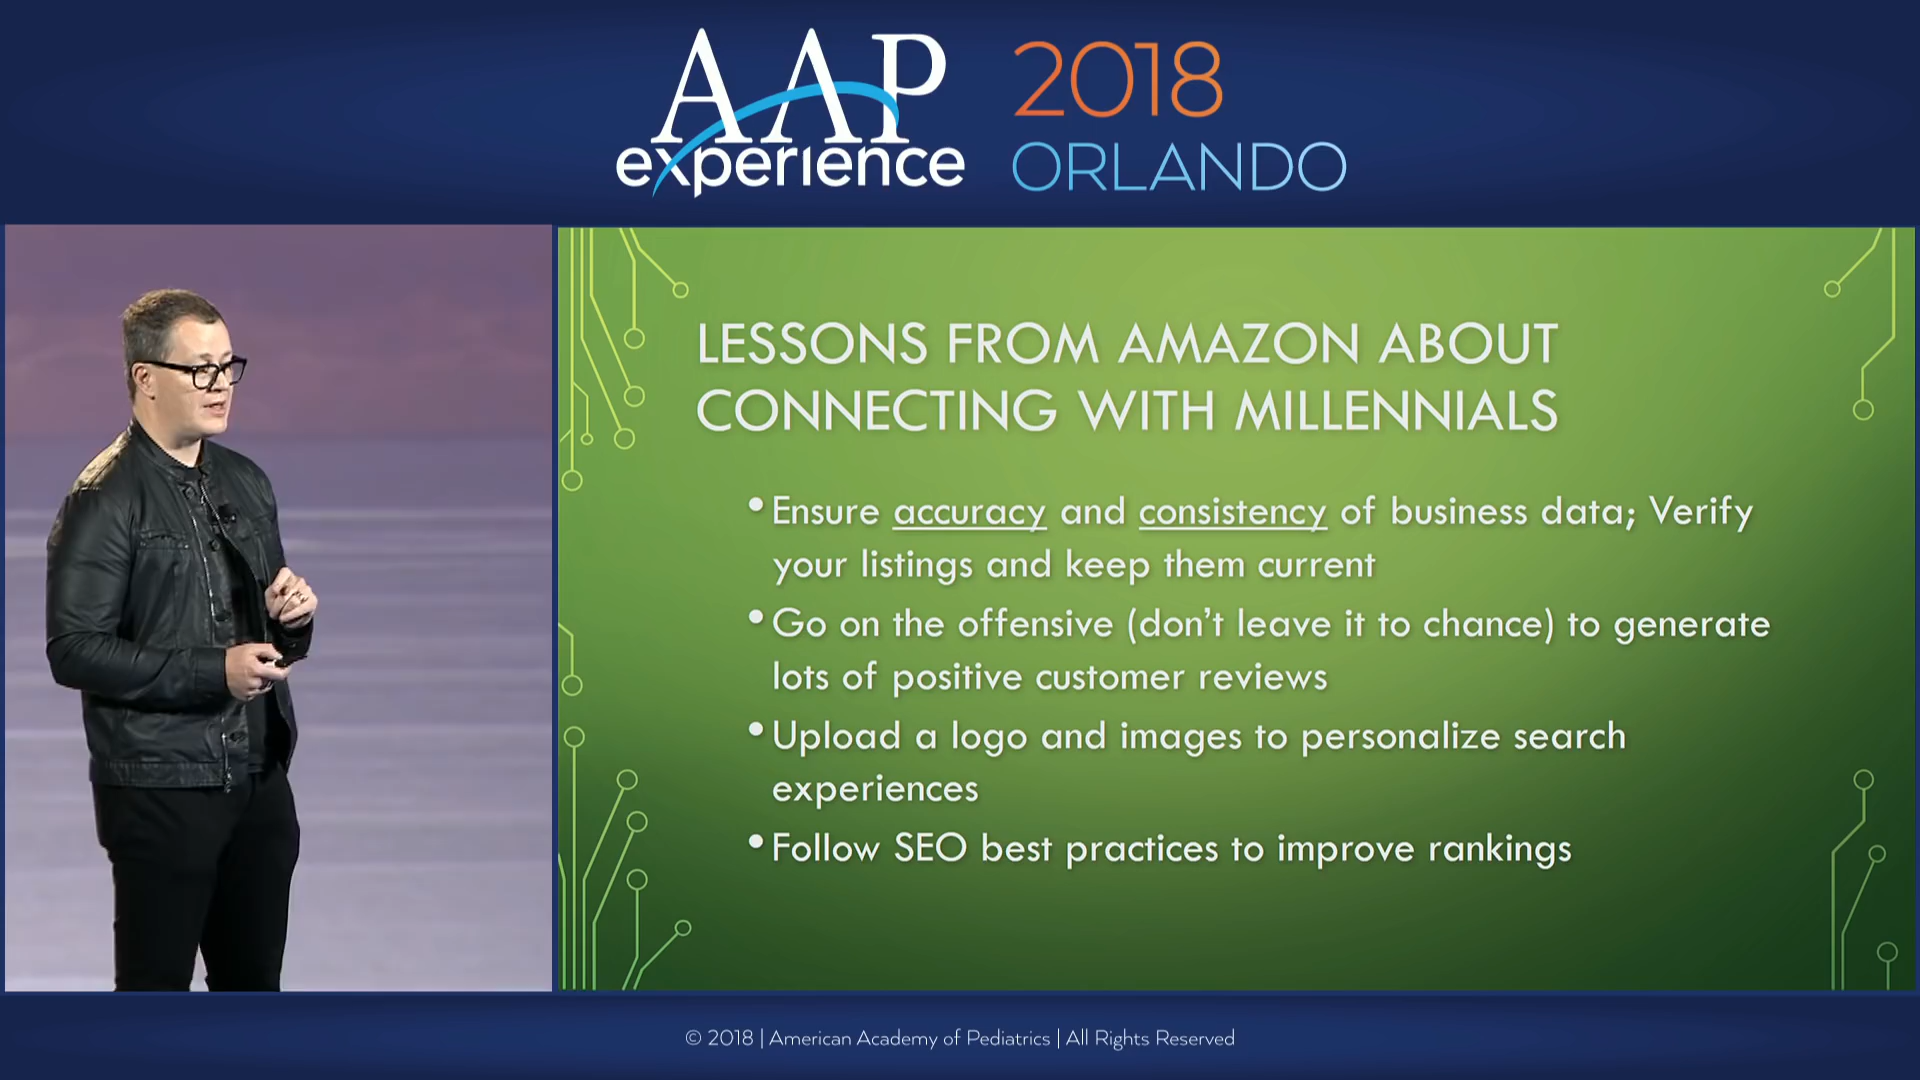 AAP
experience
2018
ORLANDO
LESSONS FROM AMAZON ABOUT
CONNECTING WITH MILLENNIALS
•Ensure accuracy and consistency of business data; Verify
your listings and keep them current
•Go on the offensive (don't leave it to chance) to generate
lots of positive customer reviews
•Upload a logo and images to personalize search
experiences
•Follow SEO best practices to improve rankings
© 2018 | American Academy of Pediatrics | All Rights Reserved